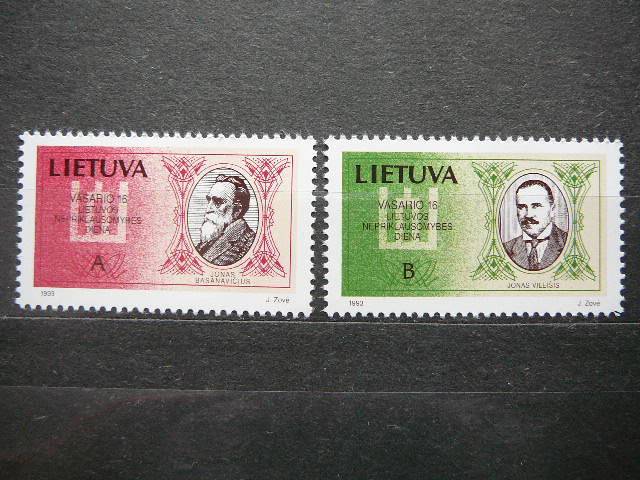 LIETUVA
VASARIO 16
LIETUVOS
NEPRIKLAUSOMYBĖS
DIENA
A
JONAS
BASANAVIČIUS
1993
J. Zovė
LIETUVA
VASARIO 16
LIETUVOS
NEPRIKLAUSOMYBĖS
DIENA
B
JONAS VILEIŠIS
1993
J. Zovė